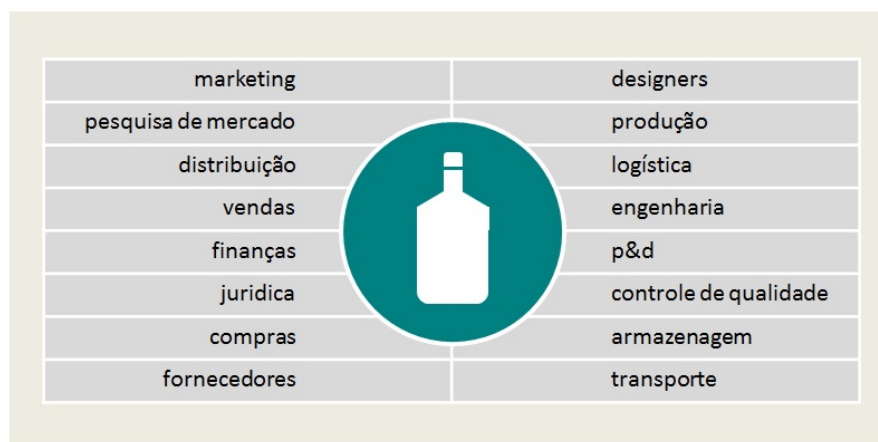 marketing designers
pesquisa de mercado produção
distribuição logística
vendas engenharia
finanças p&d
juridica controle de qualidade
compras armazenagem
fornecedores transporte